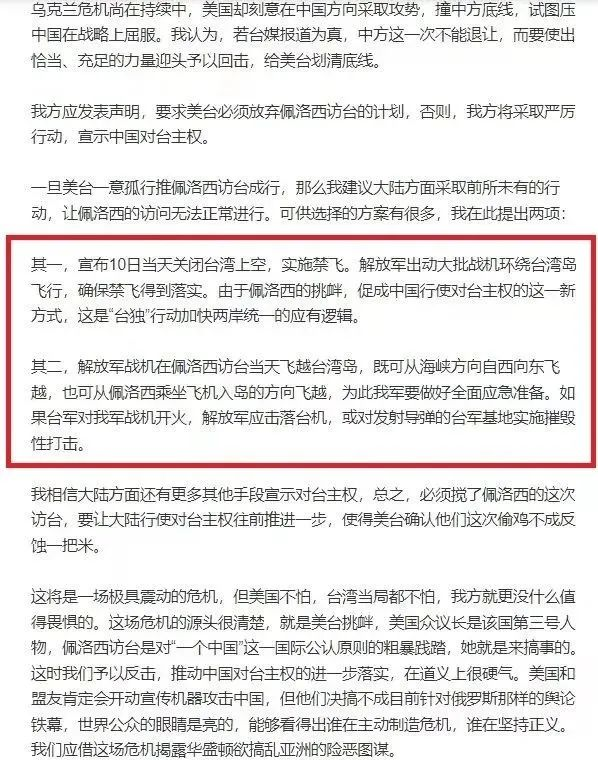 乌克兰危机尚在持续中，美国却刻意在中国方向采取攻势，撞中方底线，试图压
中国在战略上屈服。我认为，若台媒报道为真，中方这一次不能退让，而要使出
恰当、充足的力量迎头予以回击，给美台划清底线。
我方应发表声明，要求美台必须放弃佩洛西访台的计划，否则，我方将采取严厉
行动，宣示中国对台主权。
一旦美台一意孤行推佩洛西访台成行，那么我建议大陆方面采取前所未有的行
动，让佩洛西的访问无法正常进行。可供选择的方案有很多，我在此提出两项：
其一，宣布10日当天关闭台湾上空，实施禁飞。解放军出动大批战机环绕台湾岛
飞行，确保禁飞得到落实。由于佩洛西的挑衅，促成中国行使对台主权的这一新
方式，这是“台独”行动加快两岸统一的应有逻辑。
其二，解放军战机在佩洛西访台当天飞越台湾岛，既可从海峡方向自西向东飞
越，也可从佩洛西乘坐飞机入岛的方向飞越，为此我军要做好全面应急准备。如
果台军对我军战机开火，解放军应击落台机，或对发射导弹的台军基地实施摧毁
性打击。
我相信大陆方面还有更多其他手段宣示对台主权，总之，必须搅了佩洛西的这次
访台，要让大陆行使对台主权往前推进一步，使得美台确认他们这次偷鸡不成反
蚀一把米。
这将是一场极具震动的危机，但美国不怕，台湾当局都不怕，我方就更没什么值
得畏惧的。这场危机的源头很清楚，就是美台挑衅，美国众议长是该国第三号人
物，佩洛西访台是对“一个中国”这一国际公认原则的粗暴践踏，她就是来搞事的。
这时我们予以反击，推动中国对台主权的进一步落实，在道义上很硬气。美国和
盟友肯定会开动宣传机器攻击中国，但他们决搞不成目前针对俄罗斯那样的舆论
铁幕，世界公众的眼睛是亮的，能够看得出谁在主动制造危机，谁在坚持正义。
我们应借这场危机揭露华盛顿欲搞乱亚洲的险恶图谋。